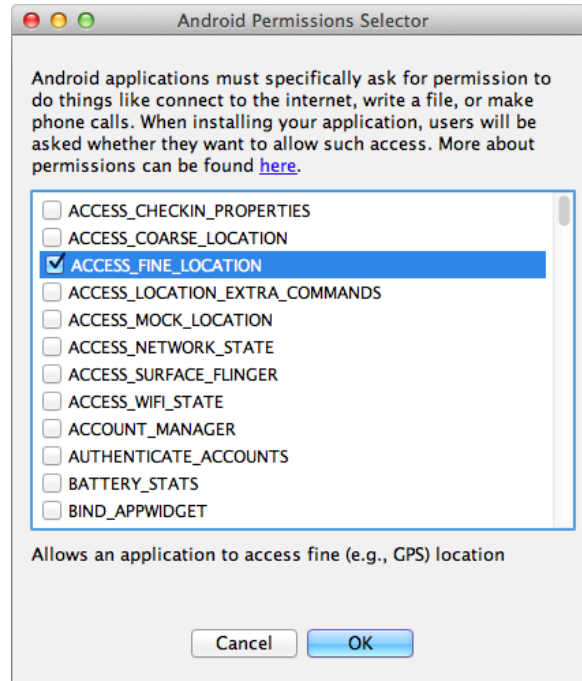 Android Permissions Selector
Android applications must specifically ask for permission to
do things like connect to the internet, write a file, or make
phone calls. When installing your application, users will be
asked whether they want to allow such access. More about
permissions can be found here.
ACCESS_CHECKIN_PROPERTIES
ACCESS_COARSE_LOCATION
ACCESS_FINE_LOCATION
ACCESS_LOCATION_EXTRA_COMMANDS
ACCESS_MOCK_LOCATION
ACCESS_NETWORK_STATE
ACCESS_SURFACE_FLINGER
ACCESS_WIFI_STATE
ACCOUNT_MANAGER
AUTHENTICATE_ACCOUNTS
BATTERY_STATS
BIND_APPWIDGET
Allows an application to access fine (e.g., GPS) location
Cancel OK